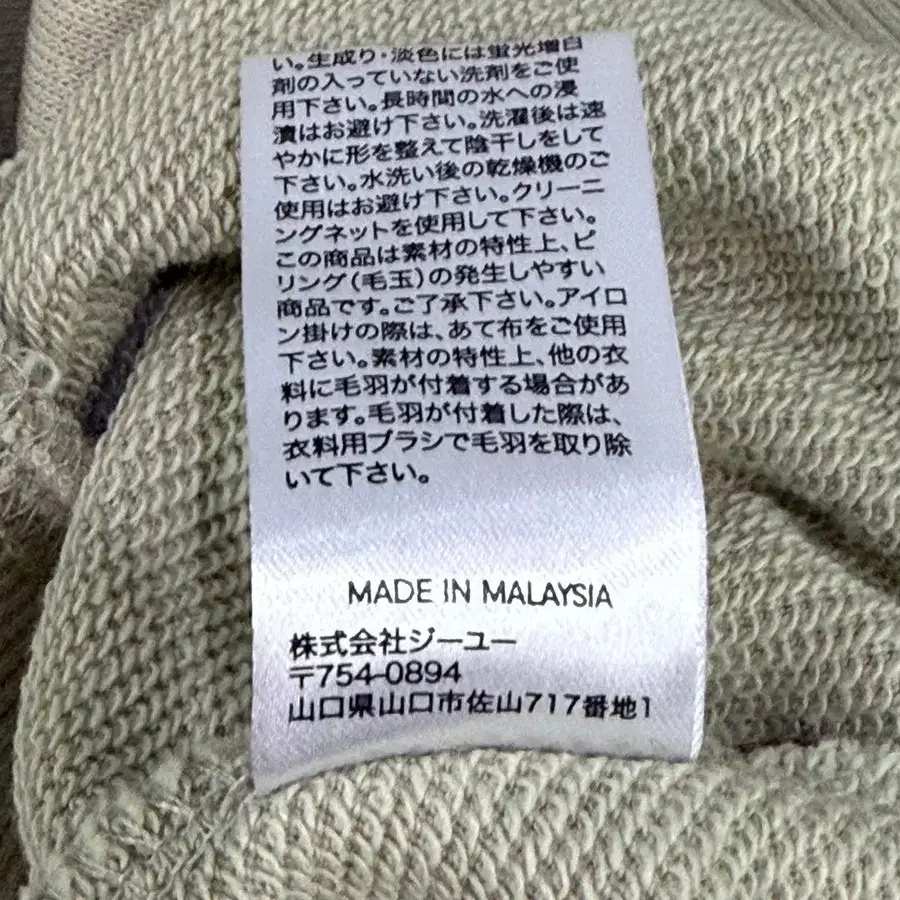 い。生成り・淡色には蛍光増白
剤の入っていない洗剤をご使
用下さい。長時間の水への浸
漬はお避け下さい。洗濯後は速
やかに形を整えて陰干しをして
下さい。水洗い後の乾燥機のご
使用はお避け下さい。クリーニ
ングネットを使用して下さい。
この商品は素材の特性上、ピ
リング(毛玉)の発生しやすい
商品です。ご了承下さい。アイロ
ン掛けの際は、あて布をご使用
下さい。素材の特性上、他の衣
料に毛羽が付着する場合があ
ります。毛羽が付着した際は、
衣料用ブラシで毛羽を取り除
いて下さい。
MADE IN MALAYSIA
株式会社ジーユー
〒754-0894
山口県山口市佐山717番地1